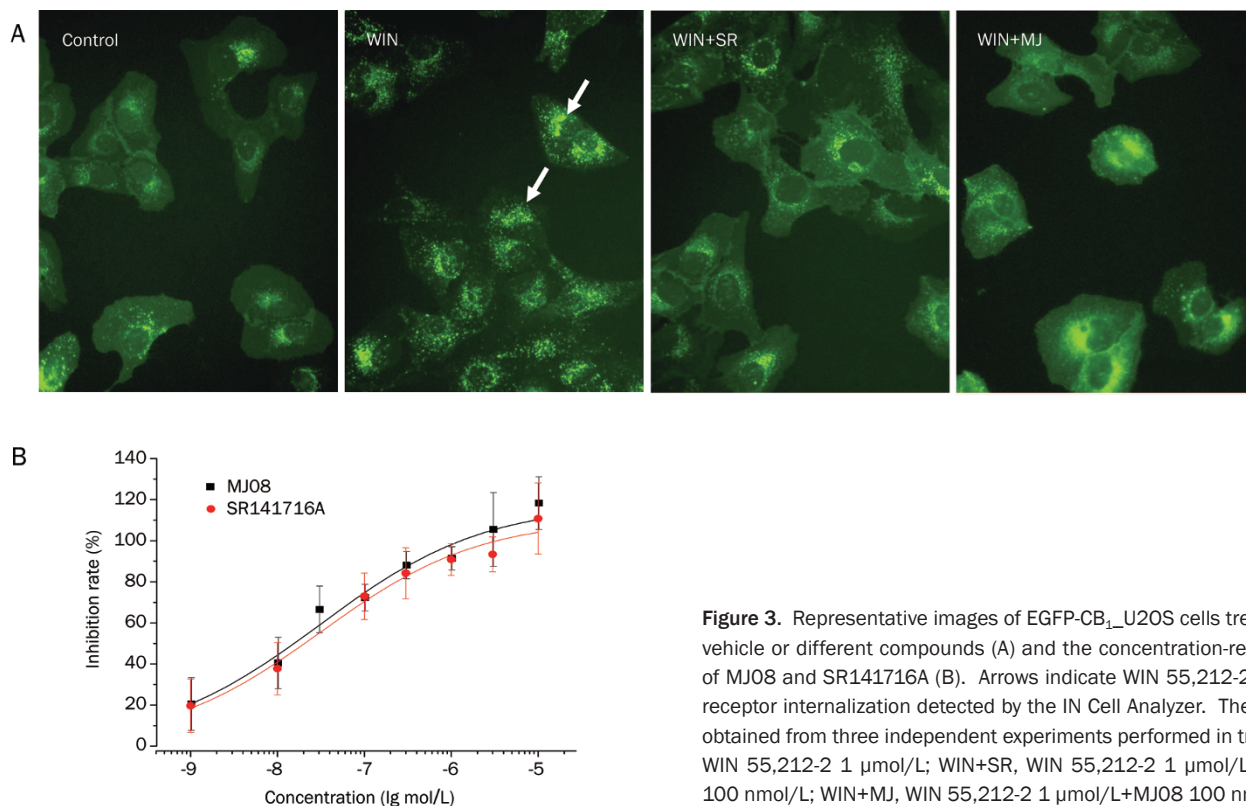 A
Control
WIN
WIN+SR
WIN+MJ
B
140
120
100
80
60
40
20
0
Inhibition rate (%)
MJ08
SR141716A
-9
-8
-7
-6
-5
Concentration (lg mol/L)
Figure 3. Representative images of EGFP-CB₁_U2OS cells tre
vehicle or different compounds (A) and the concentration-re
of MJ08 and SR141716A (B). Arrows indicate WIN 55,212-2
receptor internalization detected by the IN Cell Analyzer. The
obtained from three independent experiments performed in tr
WIN 55,212-2 1 µmol/L; WIN+SR, WIN 55,212-2 1 µmol/L
100 nmol/L; WIN+MJ, WIN 55,212-2 1 µmol/L+MJ08 100 nm